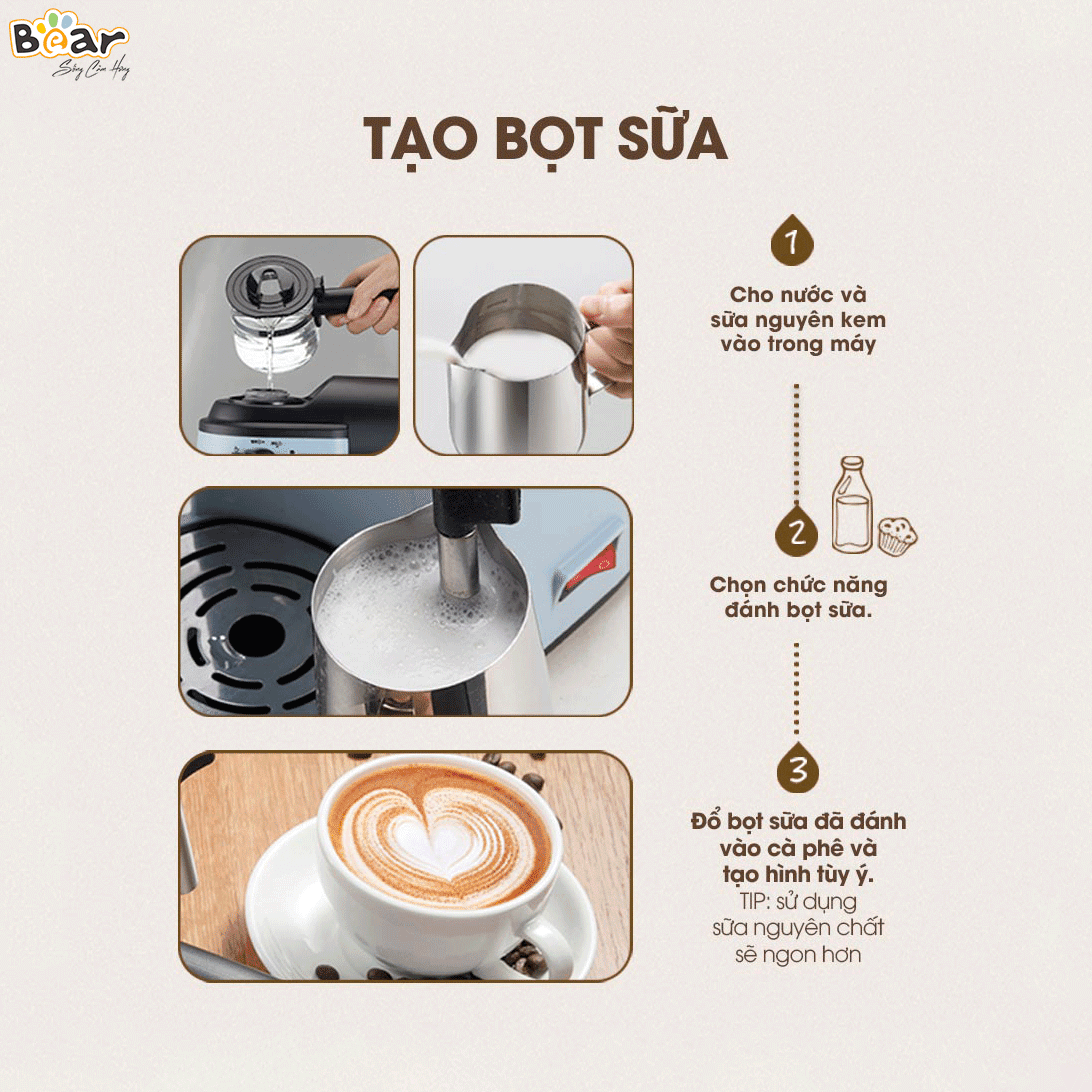 Bear
Sống Cảm Hứng
TẠO BỌT SỮA
1
Cho nước và
sữa nguyên kem
vào trong máy
2
Chọn chức năng
đánh bọt sữa.
3
Đổ bọt sữa đã đánh
vào cà phê và
tạo hình tùy ý.
TIP: sử dụng
sữa nguyên chất
sẽ ngon hơn